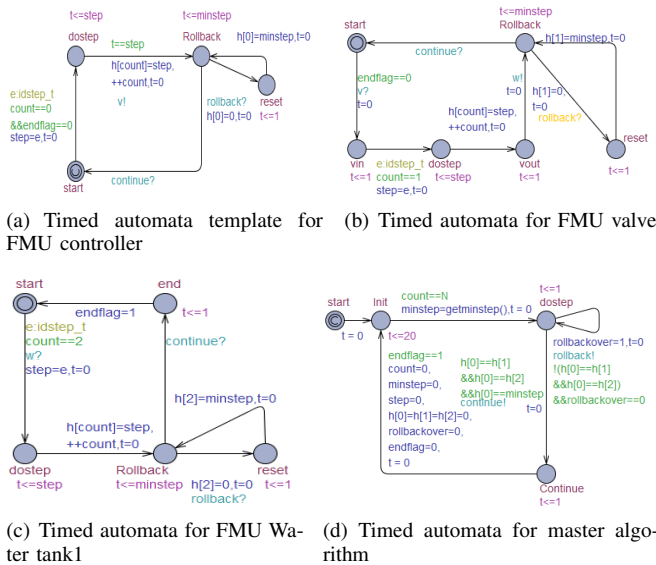 t<=step
dostep
t==step
h[count]=step,
++count,t=0
v!
e:idstep_t
count==0
&&endflag==0
step=e,t=0
start
t<=minstep
Rollback
h[0]=minstep,t=0
rollback?
h[0]=0,t=0
reset
t<=1
continue?
(a) Timed automata template for
FMU controller
start
continue?
t<=minstep
Rollback
h[1]=minstep,t=0
endflag==0
v?
t=0
w!
t=0
h[1]=0,
t=0
rollback?
h[count]=step,
++count,t=0
vin
t<=1
e:idstep_t
count==1
step=e,t=0
dostep
t<=step
vout
t<=1
reset
t<=1
(b) Timed automata for FMU valve
start
end
endflag=1
t<=1
e:idstep_t
count==2
w?
step=e,t=0
continue?
h[count]=step,
++count,t=0
h[2]=minstep,t=0
dostep
t<=step
Rollback
t<=minstep
h[2]=0,t=0
rollback?
reset
t<=1
(c) Timed automata for FMU Wa-
ter tank1
start
t=0
Init
t<=20
count==N
minstep=getminstep(),t = 0
t<=1
dostep
rollbackover=1,t=0
rollback!
!(h[0]==h[1]
&&h[0]==h[2])
&&rollbackover==0
endflag==1
count=0,
minstep=0,
step=0,
h[0]=h[1]=h[2]=0,
rollbackover=0,
endflag=0,
t = 0
h[0]==h[1]
&&h[0]==h[2]
&&h[0]==minstep
continue!
t=0
Continue
t<=1
(d) Timed automata for master algo-
rithm